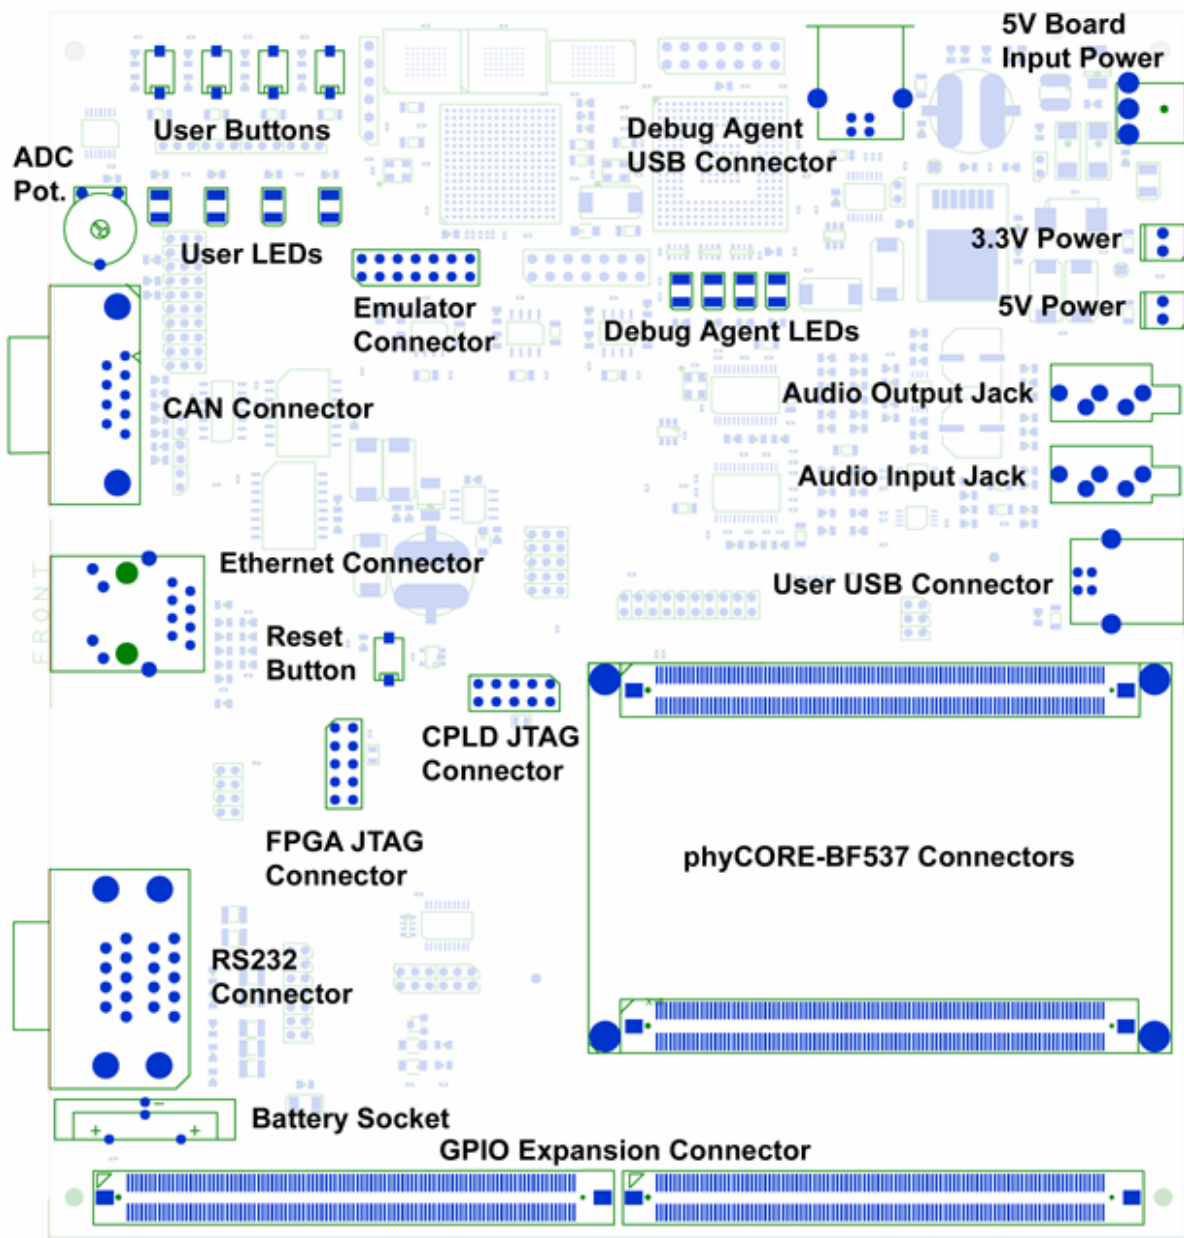 5V Board
Input Power
User Buttons
Debug Agent
USB Connector
ADC
Pot.
User LEDs
3.3V Power
Emulator
Connector
5V Power
Debug Agent LEDs
Audio Output Jack
CAN Connector
Audio Input Jack
Ethernet Connector
User USB Connector
FRONT
Reset
Button
CPLD JTAG
Connector
FPGA JTAG
Connector
phyCORE-BF537 Connectors
RS232
Connector
Battery Socket
- 
+ +
GPIO Expansion Connector